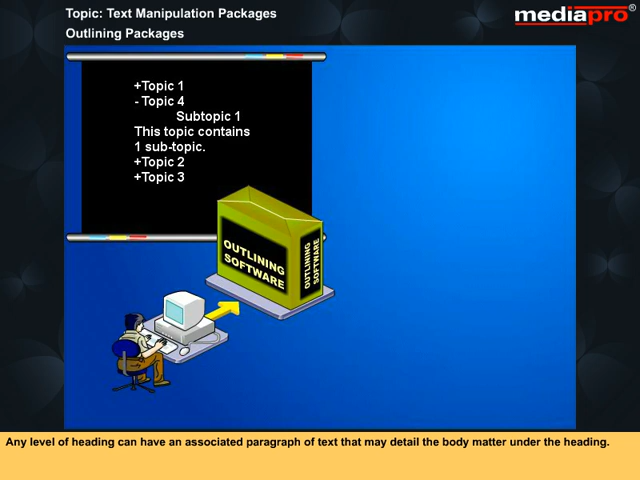 Topic: Text Manipulation Packages
Outlining Packages
mediapro®
+Topic 1
- Topic 4
Subtopic 1
This topic contains
1 sub-topic.
+Topic 2
+Topic 3
OUTLINING
SOFTWARE
OUTLINING
SOFTWARE
Any level of heading can have an associated paragraph of text that may detail the body matter under the heading.